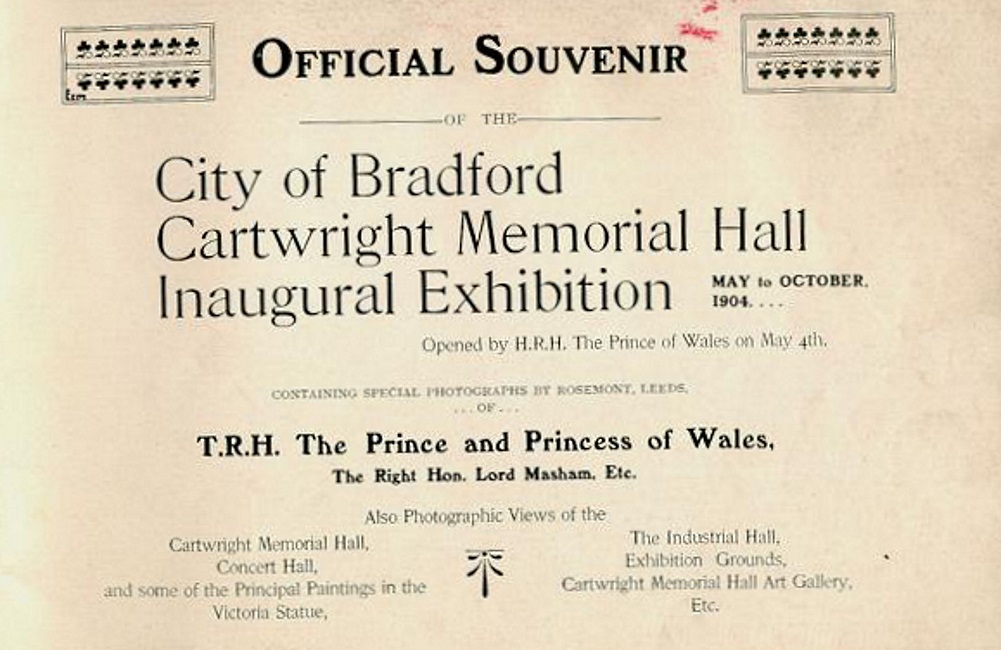 OFFICIAL SOUVENIR
OF THE
City of Bradford
Cartwright Memorial Hall
Inaugural Exhibition
MAY to OCTOBER,
1904. . . .
Opened by H.R.H. The Prince of Wales on May 4th.
CONTAINING SPECIAL PHOTOGRAPHS BY ROSEMONT, LEEDS,
. . . OF . . .
T.R.H. The Prince and Princess of Wales,
The Right Hon. Lord Masham, Etc.
Also Photographic Views of the
Cartwright Memorial Hall,
Concert Hall,
and some of the Principal Paintings in the
Victoria Statue,
The Industrial Hall,
Exhibition Grounds,
Cartwright Memorial Hall Art Gallery,
Etc.